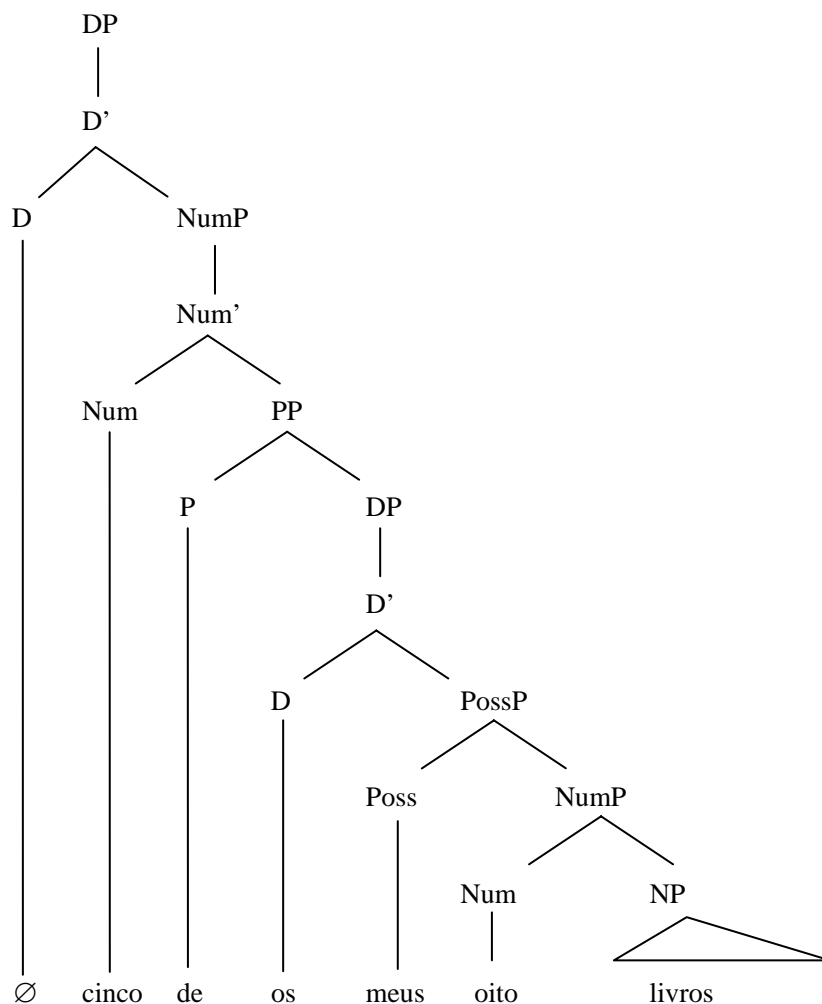 DP
D’
D NumP
Num’
Num PP
P DP
D’
D PossP
Poss NumP
Num NP
∅ cinco de os meus oito livros